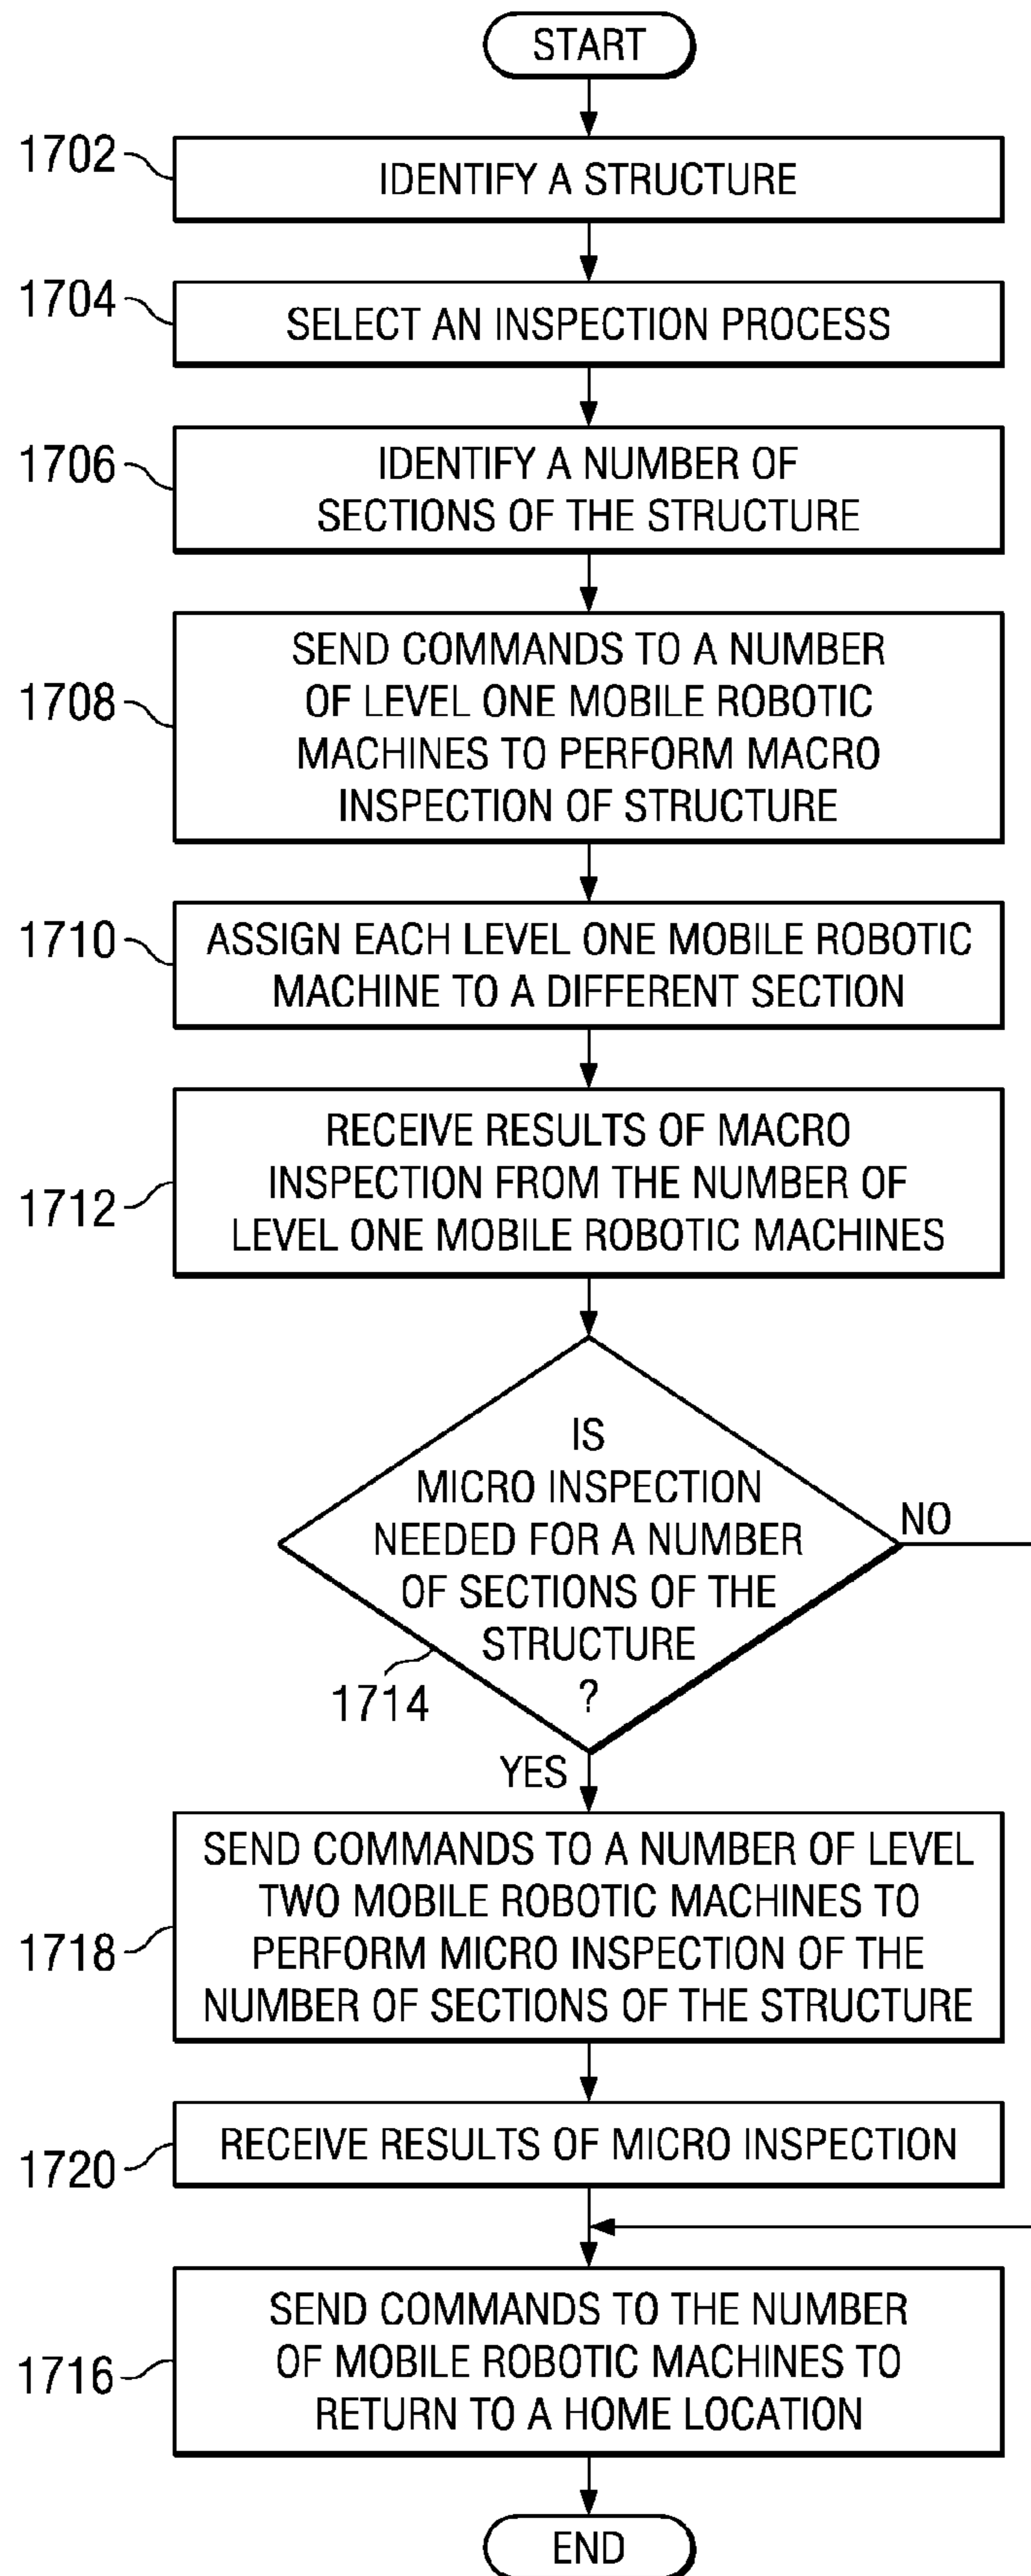 START
1702
IDENTIFY A STRUCTURE
1704
SELECT AN INSPECTION PROCESS
1706
IDENTIFY A NUMBER OF
SECTIONS OF THE STRUCTURE
1708
SEND COMMANDS TO A NUMBER
OF LEVEL ONE MOBILE ROBOTIC
MACHINES TO PERFORM MACRO
INSPECTION OF STRUCTURE
1710
ASSIGN EACH LEVEL ONE MOBILE ROBOTIC
MACHINE TO A DIFFERENT SECTION
1712
RECEIVE RESULTS OF MACRO
INSPECTION FROM THE NUMBER OF
LEVEL ONE MOBILE ROBOTIC MACHINES
IS
MICRO INSPECTION
NEEDED FOR A NUMBER
OF SECTIONS OF THE
STRUCTURE
?
1714
NO
YES
1718
SEND COMMANDS TO A NUMBER OF LEVEL
TWO MOBILE ROBOTIC MACHINES TO
PERFORM MICRO INSPECTION OF THE
NUMBER OF SECTIONS OF THE STRUCTURE
1720
RECEIVE RESULTS OF MICRO INSPECTION
1716
SEND COMMANDS TO THE NUMBER
OF MOBILE ROBOTIC MACHINES TO
RETURN TO A HOME LOCATION
END